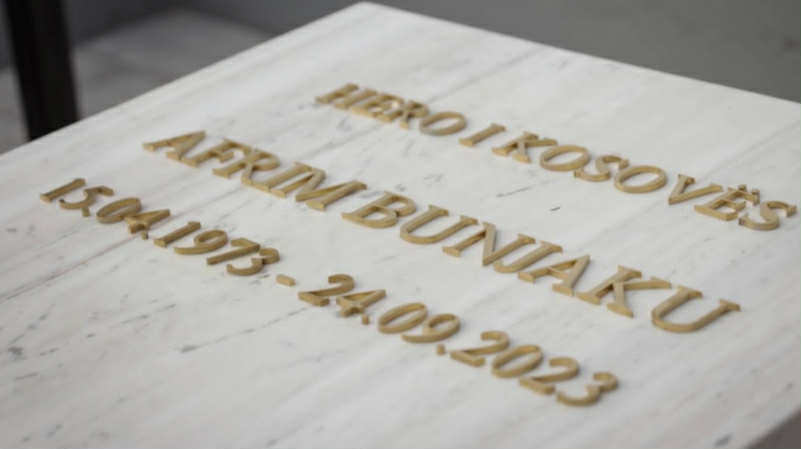 HERO I KOSOVËS
AFRIM BUNJAKU
15.04.1973 - 24.09.2023